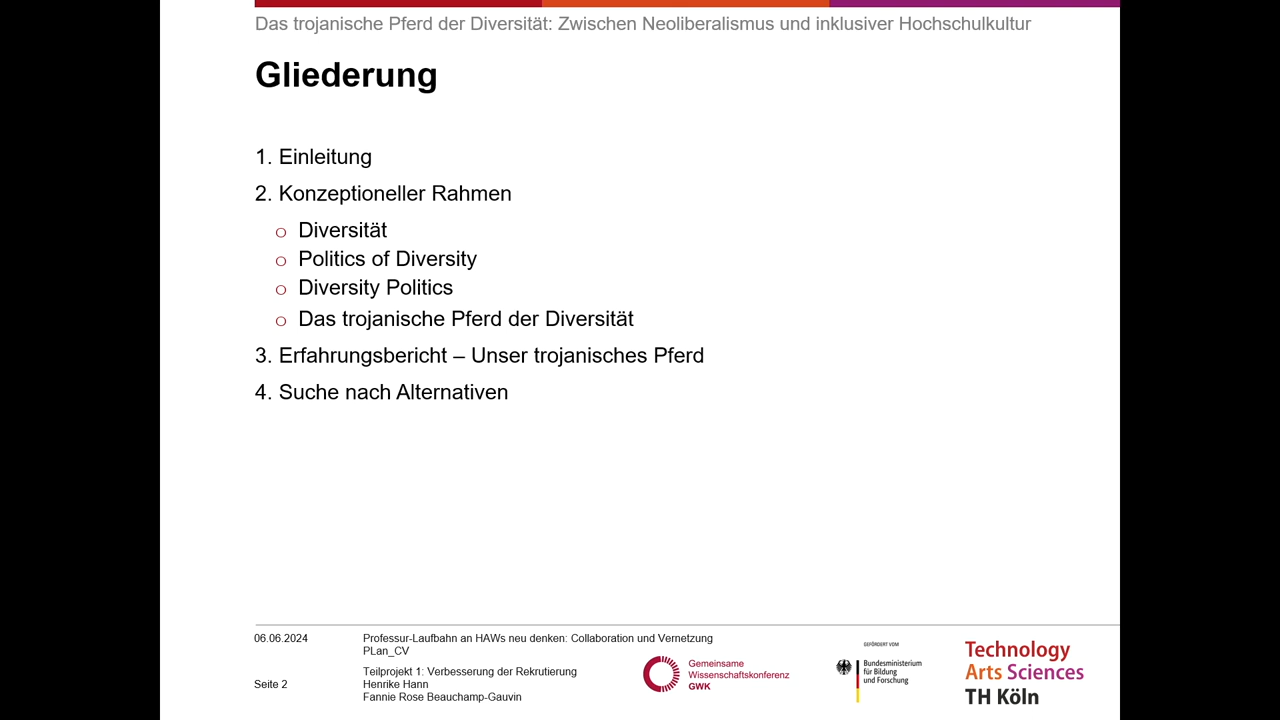 Das trojanische Pferd der Diversität: Zwischen Neoliberalismus und inklusiver Hochschulkultur
Gliederung
1. Einleitung
2. Konzeptioneller Rahmen
○ Diversität
○ Politics of Diversity
○ Diversity Politics
○ Das trojanische Pferd der Diversität
3. Erfahrungsbericht – Unser trojanisches Pferd
4. Suche nach Alternativen
06.06.2024
Seite 2
Professur-Laufbahn an HAWs neu denken: Collaboration und Vernetzung
PLan_CV
Teilprojekt 1: Verbesserung der Rekrutierung
Henrike Hann
Fannie Rose Beauchamp-Gauvin
Gemeinsame
Wissenschaftskonferenz
GWK
GEFÖRDERT VOM
Bundesministerium
für Bildung
und Forschung
Technology
Arts Sciences
TH Köln